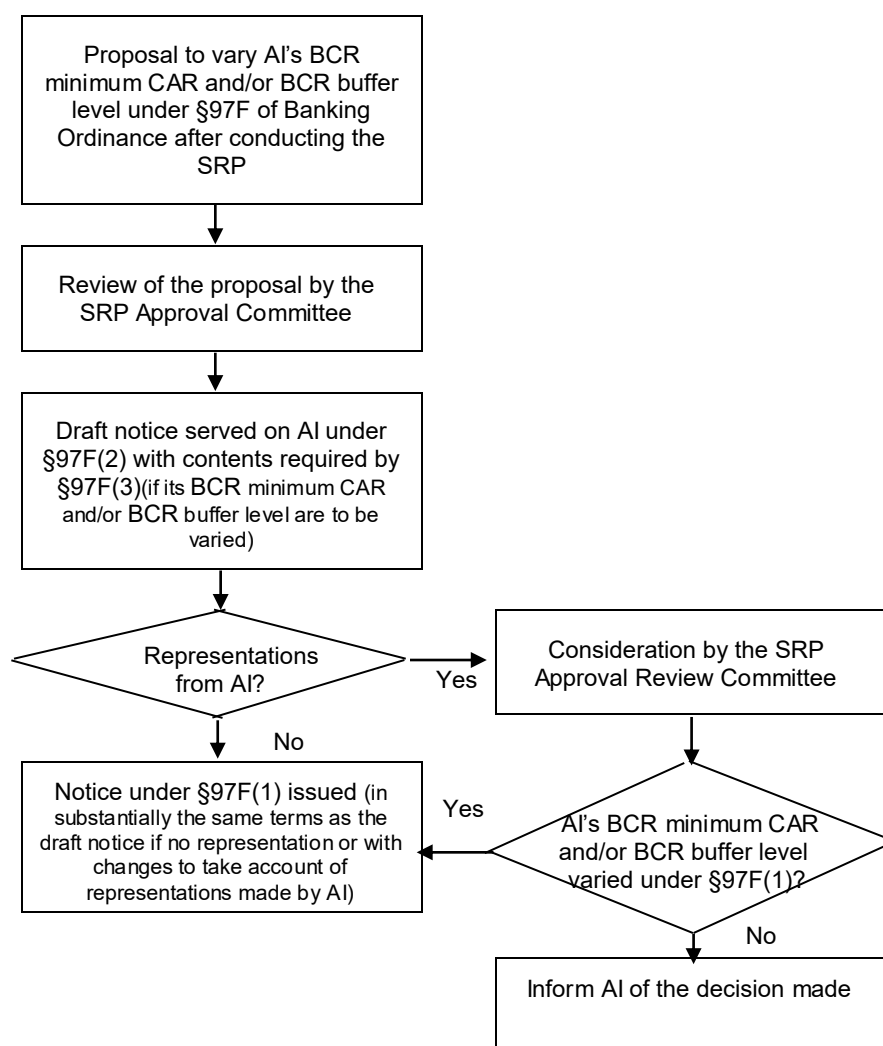 Proposal to vary AI’s BCR
minimum CAR and/or BCR buffer
level under §97F of Banking
Ordinance after conducting the
SRP
Review of the proposal by the
SRP Approval Committee
Draft notice served on AI under
§97F(2) with contents required by
§97F(3)(if its BCR minimum CAR
and/or BCR buffer level are to be
varied)
Representations
from AI?
Yes
Consideration by the SRP
Approval Review Committee
No
Notice under §97F(1) issued (in
substantially the same terms as the
draft notice if no representation or with
changes to take account of
representations made by AI)
Yes
AI’s BCR minimum CAR
and/or BCR buffer level
varied under §97F(1)?
No
Inform AI of the decision made